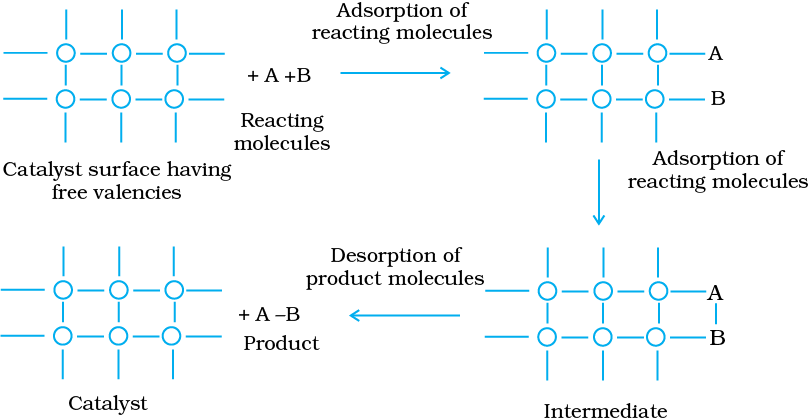 Adsorption of
reacting molecules
+ A +B
Reacting
molecules
A
B
Catalyst surface having
free valencies
Adsorption of
reacting molecules
Desorption of
product molecules
A
B
+ A –B
Product
Catalyst
Intermediate